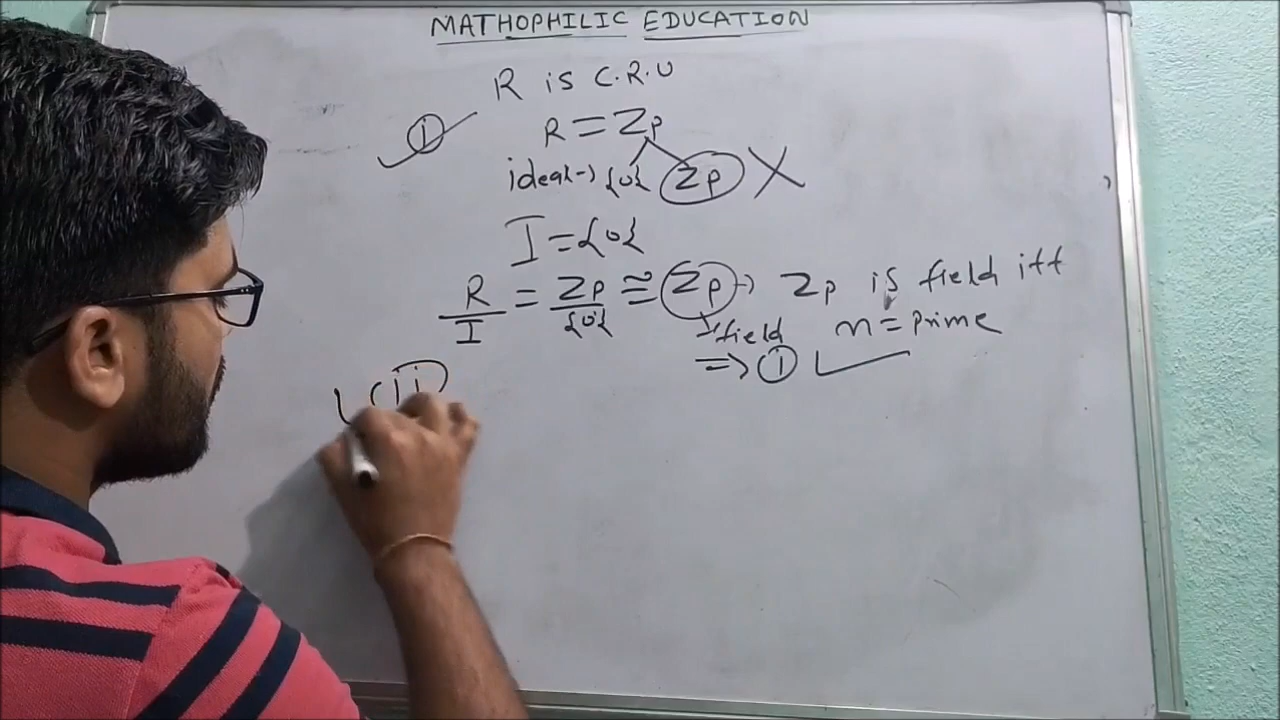 MATHOPHILIC EDUCATION
R is C.R.U
① R = Zp
ideal→ {0} Zp X
I = {0}
R/I = Zp/{0} ≅ Zp → Zp is field iff
field n = prime
⇒ ①
(ii)